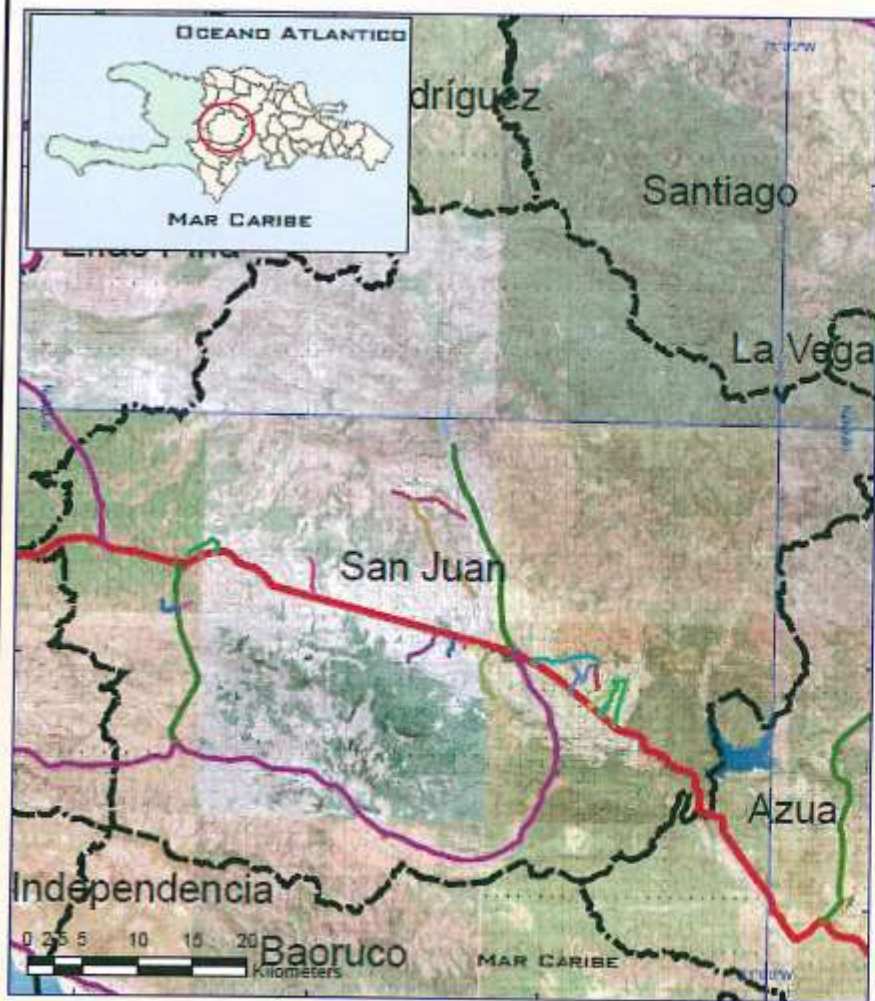 OCEANO ATLANTICO
MAR CARIBE
dríguez
Santiago
La Vega
San Juan
Azua
Independencia
Baoruco
MAR CARIBE
0 2.5 5 10 15 20
Kilometers